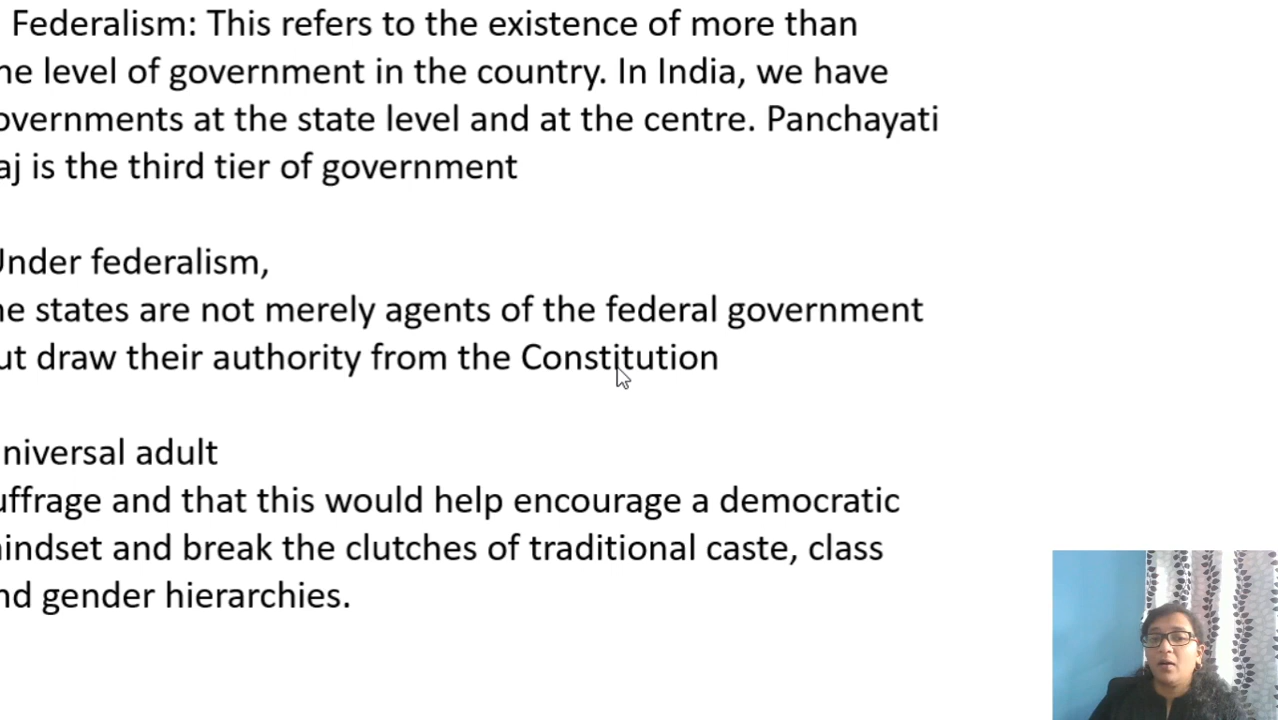 Federalism: This refers to the existence of more than
ne level of government in the country. In India, we have
overnments at the state level and at the centre. Panchayati
aj is the third tier of government
Under federalism,
ne states are not merely agents of the federal government
ut draw their authority from the Constitution
niversal adult
uffrage and that this would help encourage a democratic
indset and break the clutches of traditional caste, class
nd gender hierarchies.